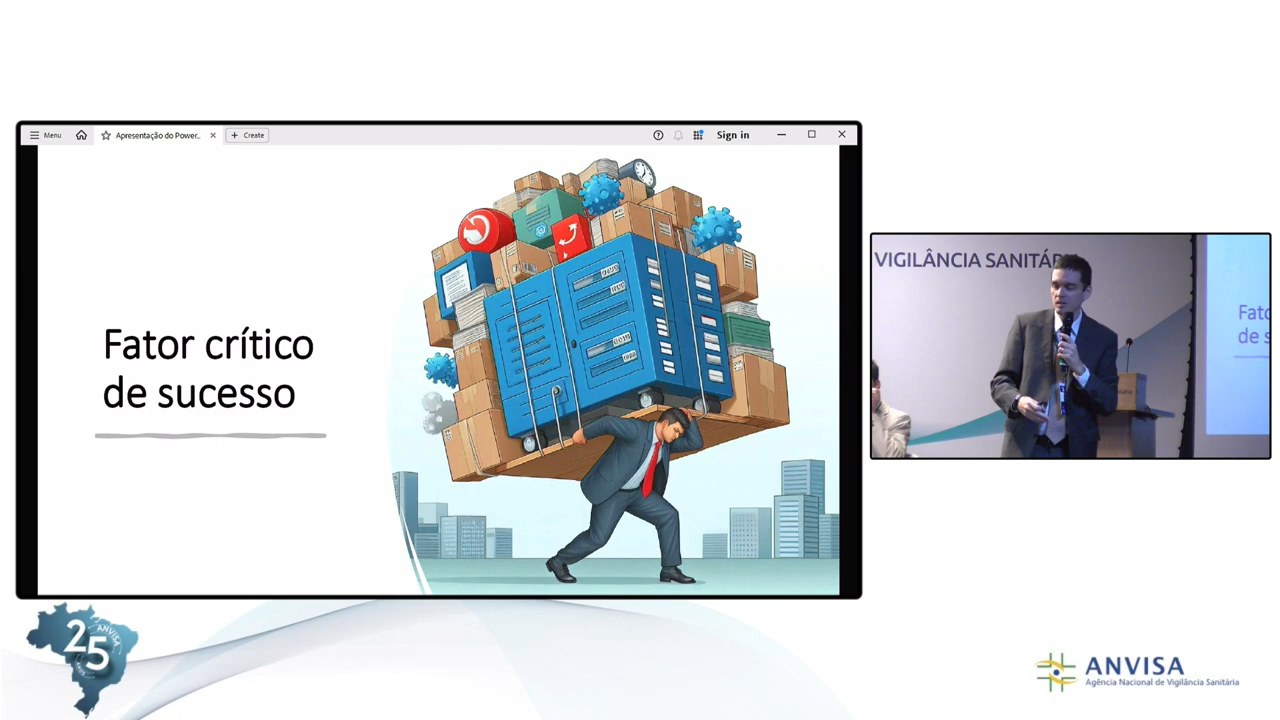 Menu
Apresentação do Power...
Create
Sign in
Fator crítico
de sucesso
VIGILÂNCIA SANITÁR
Fato
de s
25
ANVISA
ANVISA
Agência Nacional de Vigilância Sanitária